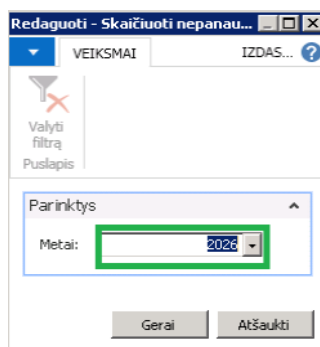 Redaguoti - Skaičiuoti nepanau...
VEIKSMAI
IZDAS...
Valyti
filtrą
Puslapis
Parinktys
Metai:
2026
Gerai
Atšaukti